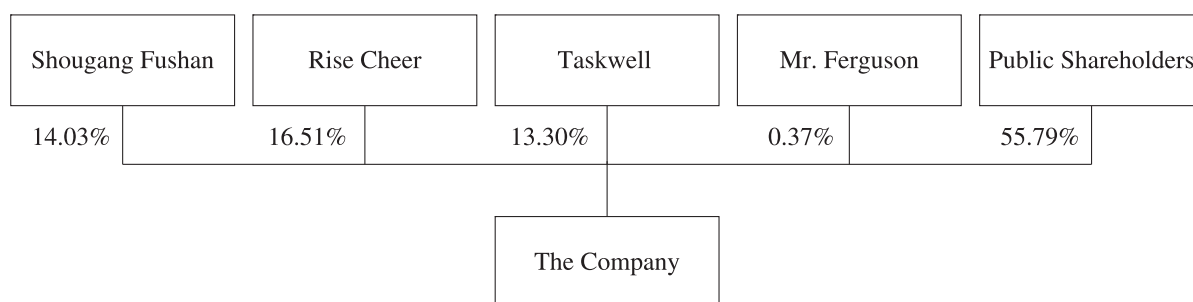 Shougang Fushan
Rise Cheer
Taskwell
Mr. Ferguson
Public Shareholders
14.03%
16.51%
13.30%
0.37%
55.79%
The Company